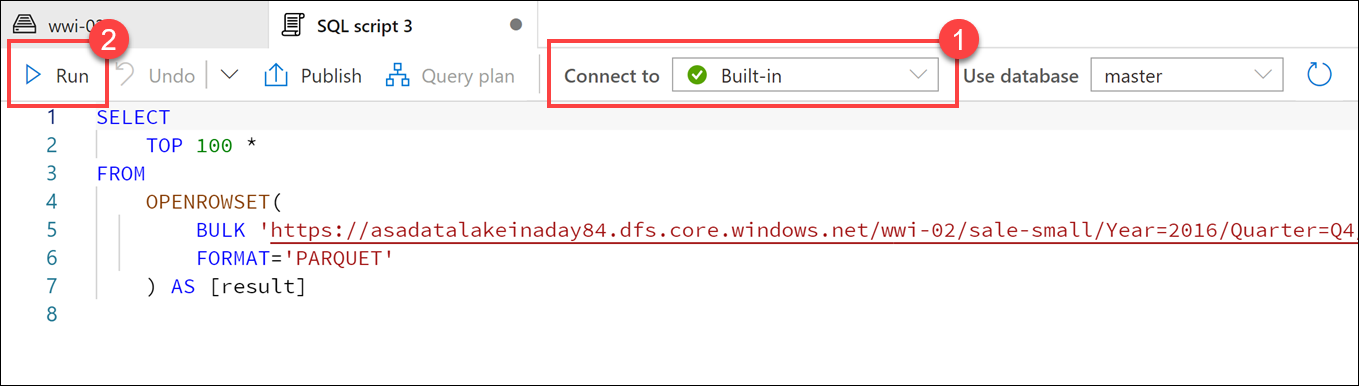 wwi-0
SQL script 3
2
1
Run
Undo
Publish
Query plan
Connect to
Built-in
Use database
master
1 SELECT
2 TOP 100 *
3 FROM
4 OPENROWSET(
5 BULK 'https://asadatalakeinaday84.dfs.core.windows.net/wwi-02/sale-small/Year=2016/Quarter=Q4
6 FORMAT='PARQUET'
7 ) AS [result]
8